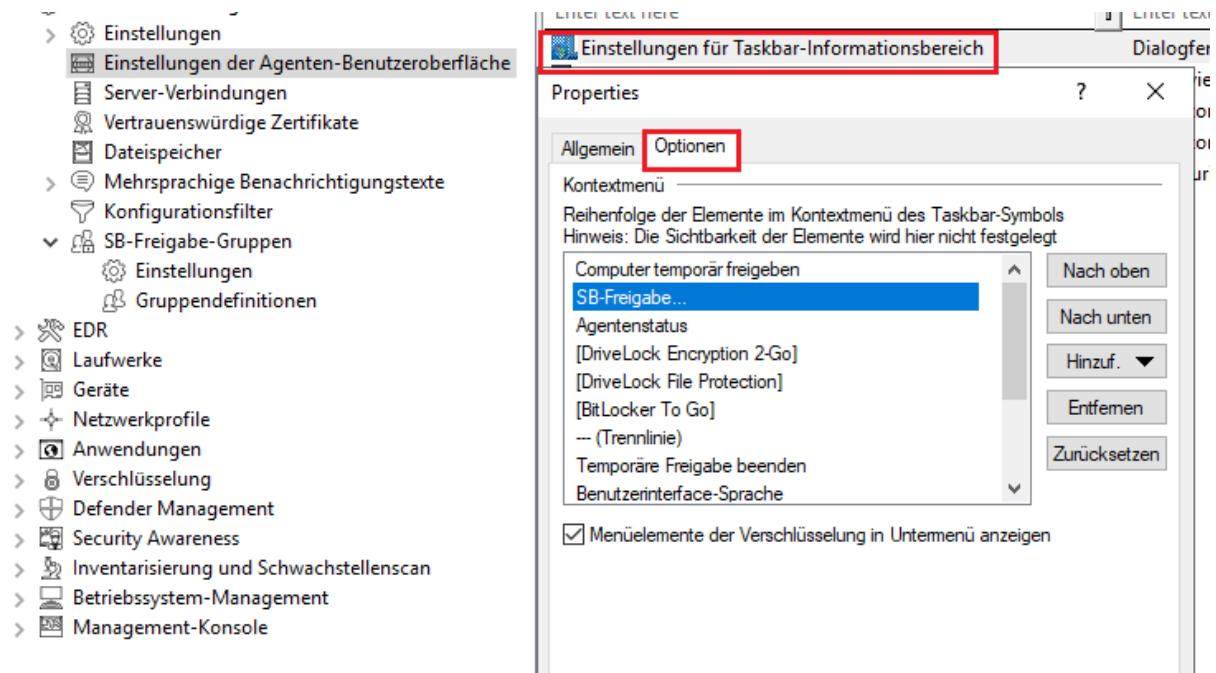 Enter text here
Einstellungen
Einstellungen der Agenten-Benutzeroberfläche
Server-Verbindungen
Vertrauenswürdige Zertifikate
Dateispeicher
Mehrsprachige Benachrichtigungstexte
Konfigurationsfilter
SB-Freigabe-Gruppen
Einstellungen
Gruppendefinitionen
EDR
Laufwerke
Geräte
Netzwerkprofile
Anwendungen
Verschlüsselung
Defender Management
Security Awareness
Inventarisierung und Schwachstellenscan
Betriebssystem-Management
Management-Konsole
Einstellungen für Taskbar-Informationsbereich
Properties
?
Allgemein
Optionen
Kontextmenü
Reihenfolge der Elemente im Kontextmenü des Taskbar-Symbols
Hinweis: Die Sichtbarkeit der Elemente wird hier nicht festgelegt
Computer temporär freigeben
SB-Freigabe...
Agentenstatus
[DriveLock Encryption 2-Go]
[DriveLock File Protection]
[BitLocker To Go]
--- (Trennlinie)
Temporäre Freigabe beenden
Benutzerinterface-Sprache
Nach oben
Nach unten
Hinzuf.
Entfernen
Zurücksetzen
Menüelemente der Verschlüsselung in Untermenü anzeigen